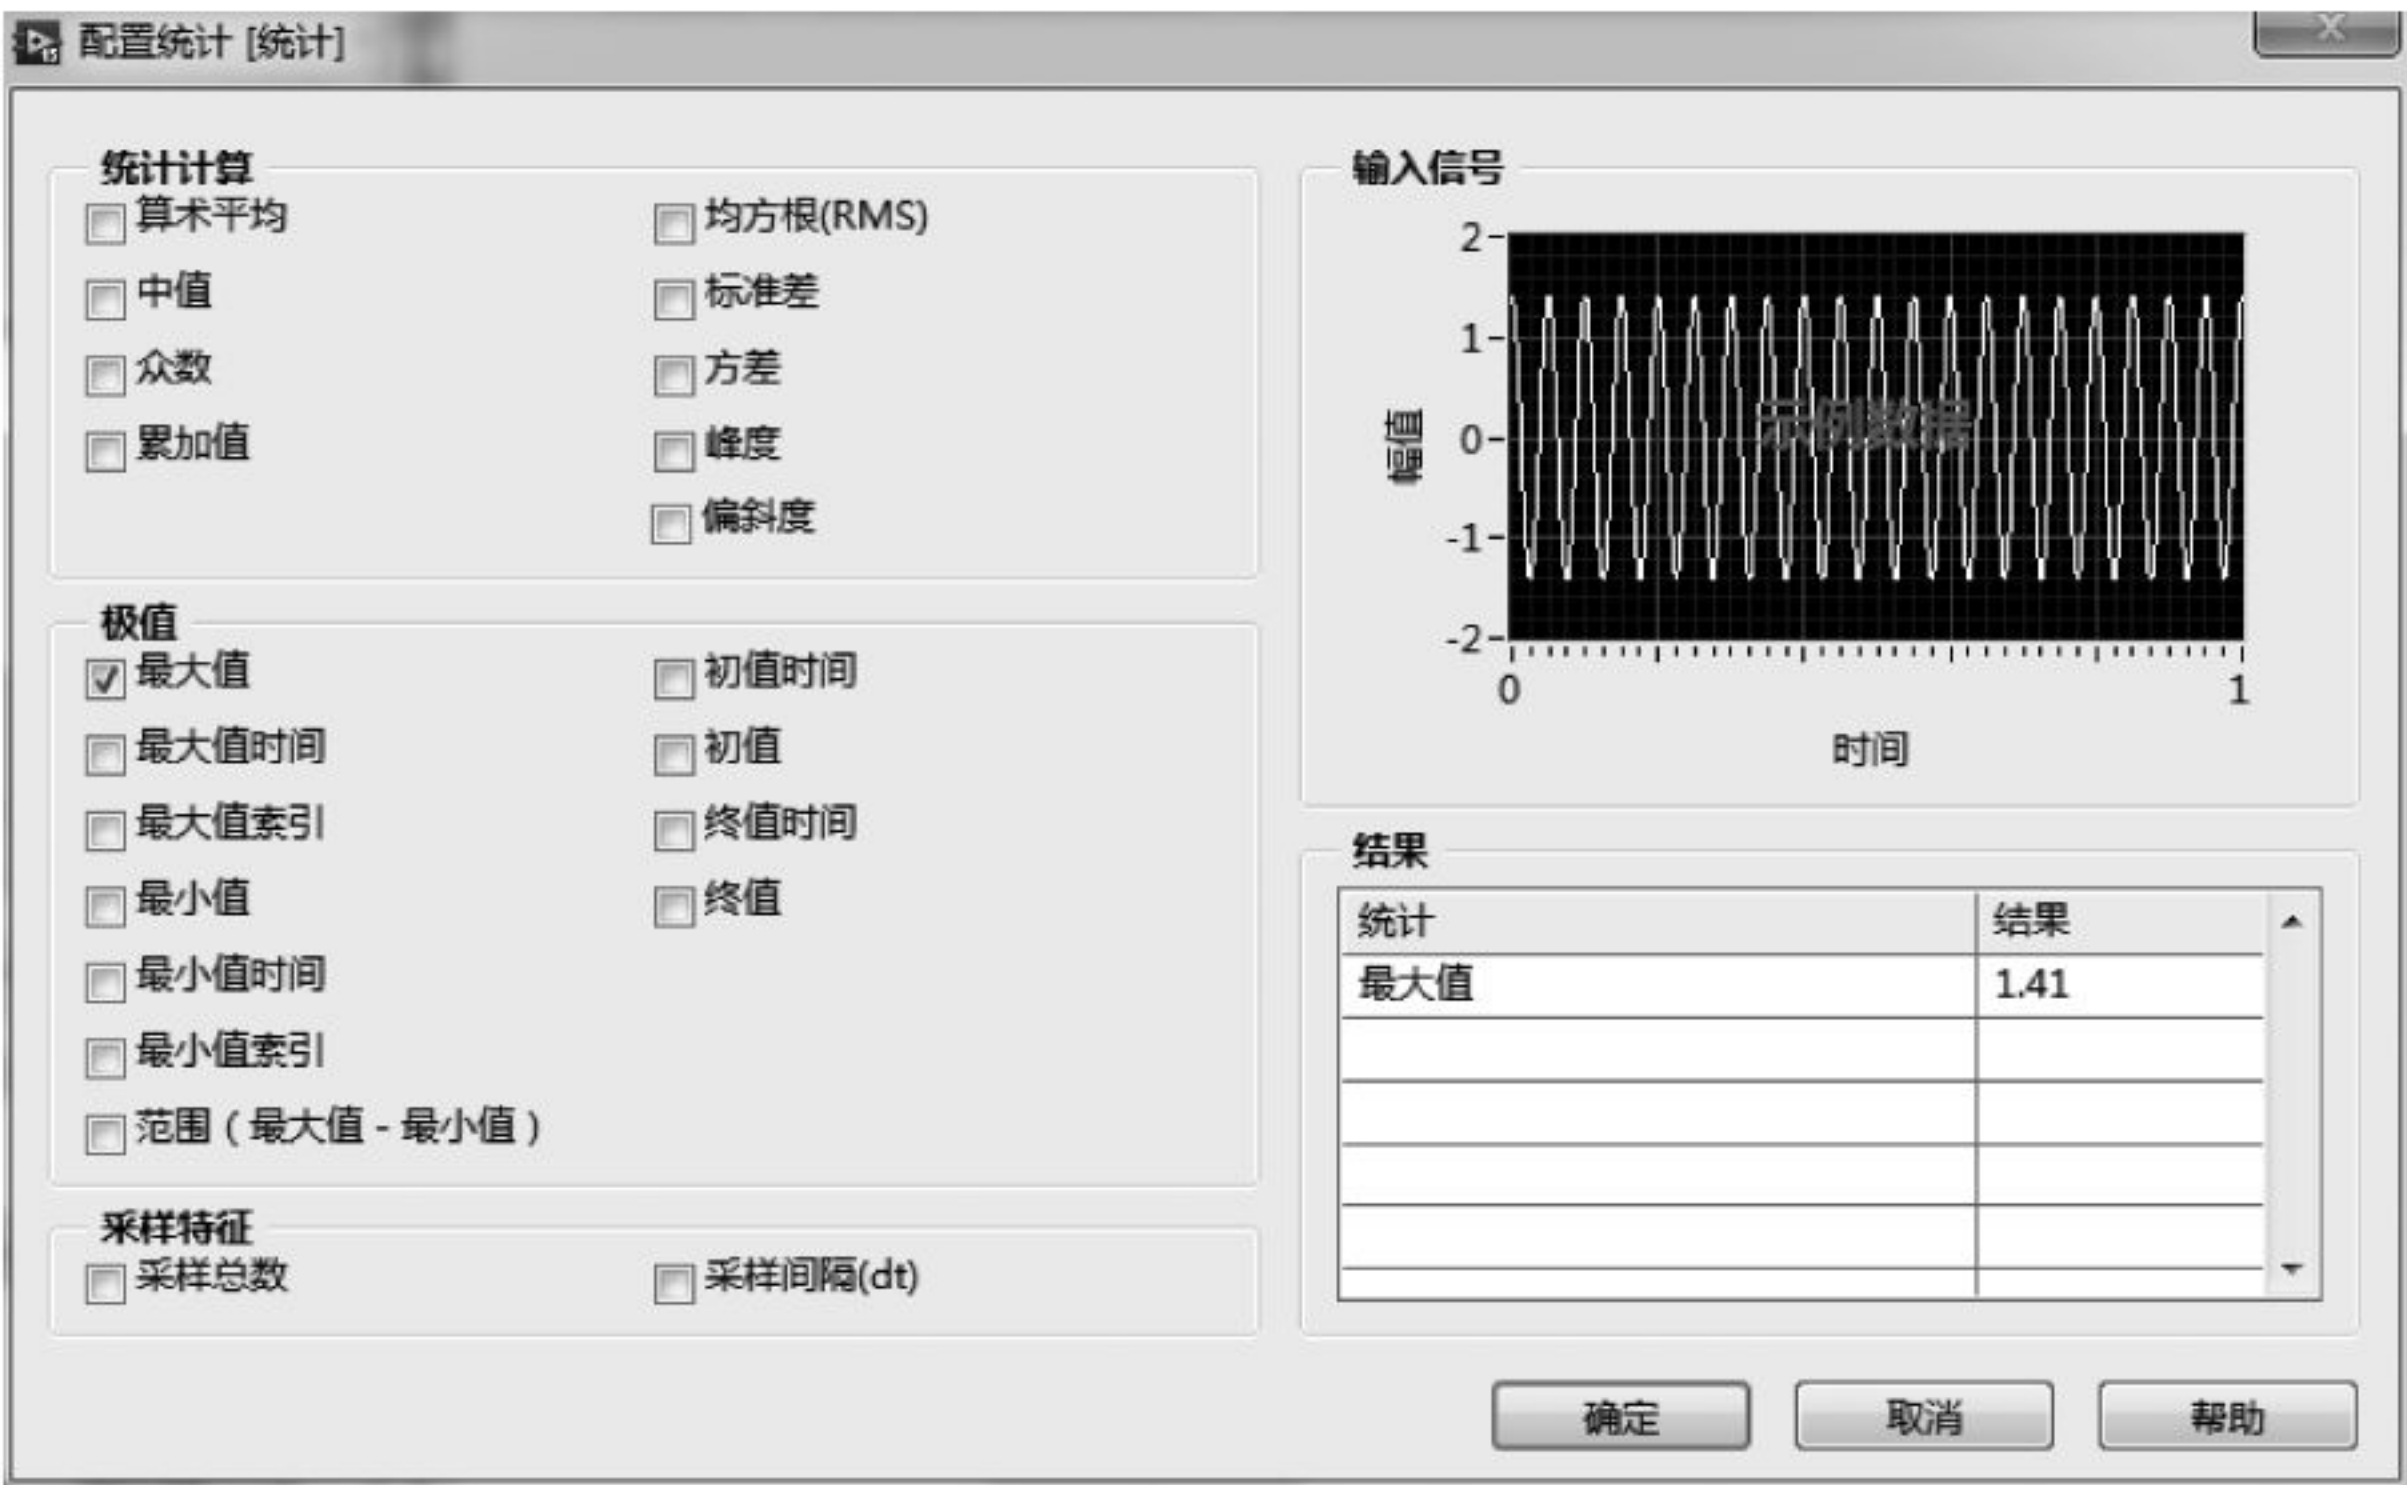 配置统计 [统计]
X
统计计算
算术平均
均方根(RMS)
中值
标准差
众数
方差
累加值
峰度
偏斜度
极值
最大值
初值时间
最大值时间
初值
最大值索引
终值时间
最小值
终值
最小值时间
最小值索引
范围 ( 最大值 - 最小值 )
采样特征
采样总数
采样间隔(dt)
输入信号
幅值
2
1
0
-1
-2
示例数据
0
1
时间
结果
统计
结果
最大值
1.41
确定
取消
帮助